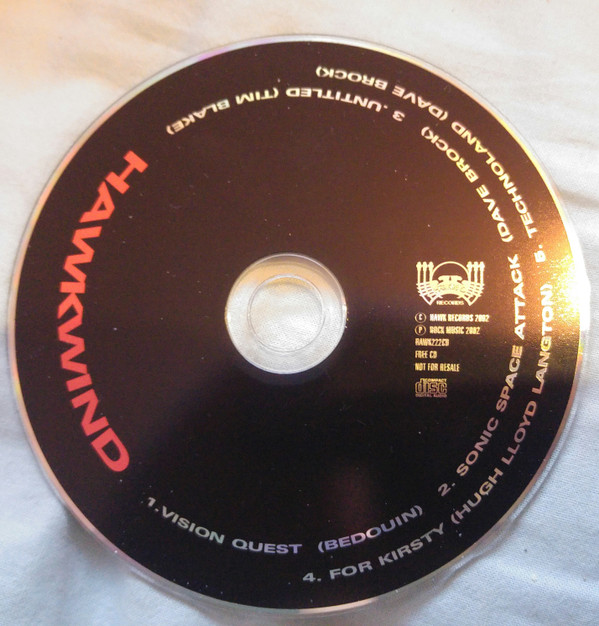 HAWKWIND
1.VISION QUEST (BEDOUIN)
2. SONIC SPACE ATTACK (DAVE BROCK)
3 .UNTITLED (TIM BLAKE)
4. FOR KIRSTY (HUGH LLOYD LANGTON)
5. TECHNOLAND (DAVE BROCK)
RECORDS
© HAWK RECORDS 2002
℗ ROCK MUSIC 2002
HAWK222CD
FREE CD
NOT FOR RESALE
COMPACT
disc
DIGITAL AUDIO